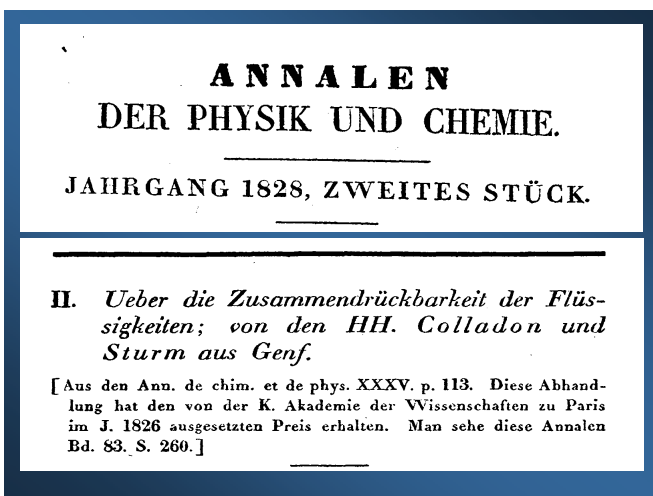 ANNALEN
DER PHYSIK UND CHEMIE.
JAHRGANG 1828, ZWEITES STÜCK.
II. Ueber die Zusammendrückbarkeit der Flüs-
sigkeiten; von den HH. Colladon und
Sturm aus Genf.
[Aus den Ann. de chim. et de phys. XXXV. p. 113. Diese Abhand-
lung hat den von der K. Akademie der Wissenschaften zu Paris
im J. 1826 ausgesetzten Preis erhalten. Man sehe diese Annalen
Bd. 83. S. 260.]